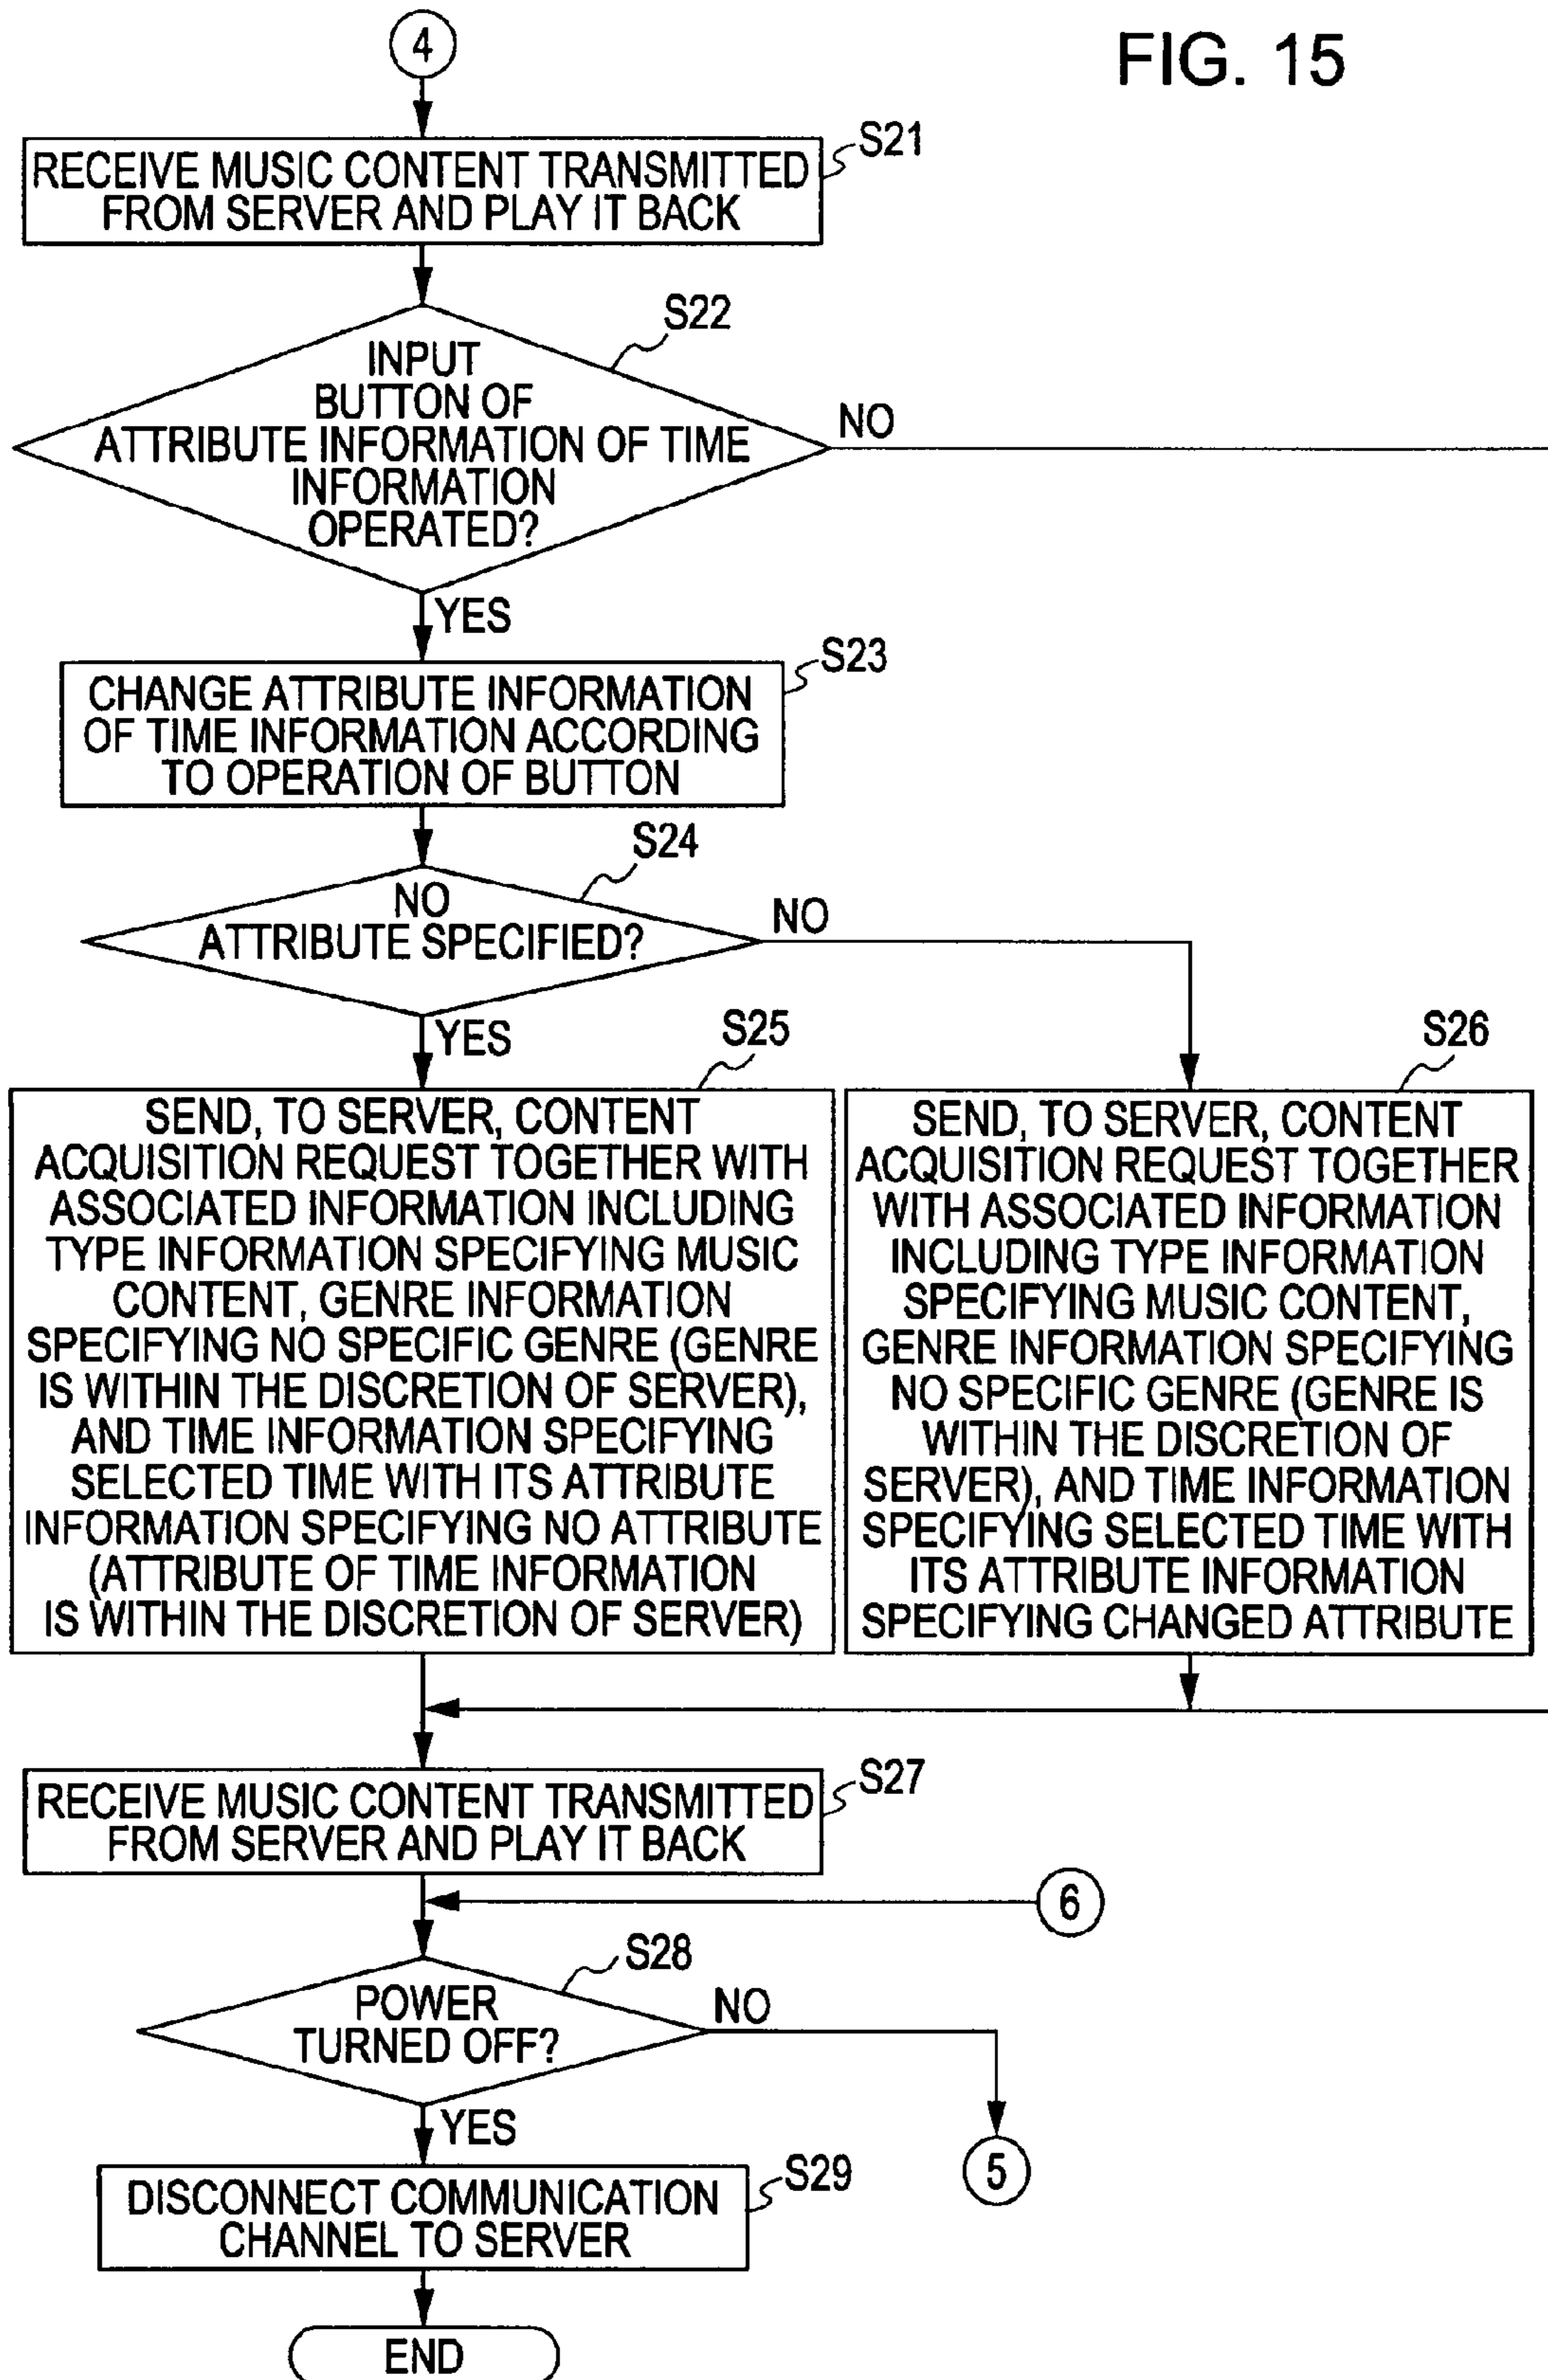 FIG. 15
4
S21
RECEIVE MUSIC CONTENT TRANSMITTED
FROM SERVER AND PLAY IT BACK
S22
INPUT
BUTTON OF
ATTRIBUTE INFORMATION OF TIME
INFORMATION
OPERATED?
NO
YES
S23
CHANGE ATTRIBUTE INFORMATION
OF TIME INFORMATION ACCORDING
TO OPERATION OF BUTTON
S24
NO
ATTRIBUTE SPECIFIED?
NO
YES
S25
SEND, TO SERVER, CONTENT
ACQUISITION REQUEST TOGETHER WITH
ASSOCIATED INFORMATION INCLUDING
TYPE INFORMATION SPECIFYING MUSIC
CONTENT, GENRE INFORMATION
SPECIFYING NO SPECIFIC GENRE (GENRE
IS WITHIN THE DISCRETION OF SERVER),
AND TIME INFORMATION SPECIFYING
SELECTED TIME WITH ITS ATTRIBUTE
INFORMATION SPECIFYING NO ATTRIBUTE
(ATTRIBUTE OF TIME INFORMATION
IS WITHIN THE DISCRETION OF SERVER)
S26
SEND, TO SERVER, CONTENT
ACQUISITION REQUEST TOGETHER
WITH ASSOCIATED INFORMATION
INCLUDING TYPE INFORMATION
SPECIFYING MUSIC CONTENT,
GENRE INFORMATION SPECIFYING
NO SPECIFIC GENRE (GENRE IS
WITHIN THE DISCRETION OF
SERVER), AND TIME INFORMATION
SPECIFYING SELECTED TIME WITH
ITS ATTRIBUTE INFORMATION
SPECIFYING CHANGED ATTRIBUTE
S27
RECEIVE MUSIC CONTENT TRANSMITTED
FROM SERVER AND PLAY IT BACK
6
S28
POWER
TURNED OFF?
NO
YES
5
S29
DISCONNECT COMMUNICATION
CHANNEL TO SERVER
END